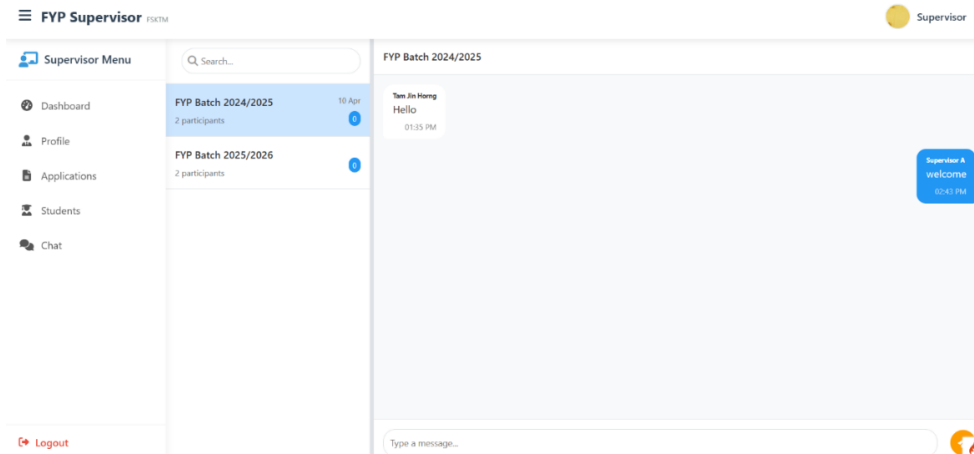 FYP Supervisor FSKTM
Supervisor
Supervisor Menu
Dashboard
Profile
Applications
Students
Chat
Logout
Search...
FYP Batch 2024/2025
10 Apr
2 participants
0
FYP Batch 2025/2026
2 participants
0
FYP Batch 2024/2025
Tam Jin Horng
Hello
01:35 PM
Supervisor A
welcome
02:43 PM
Type a message...